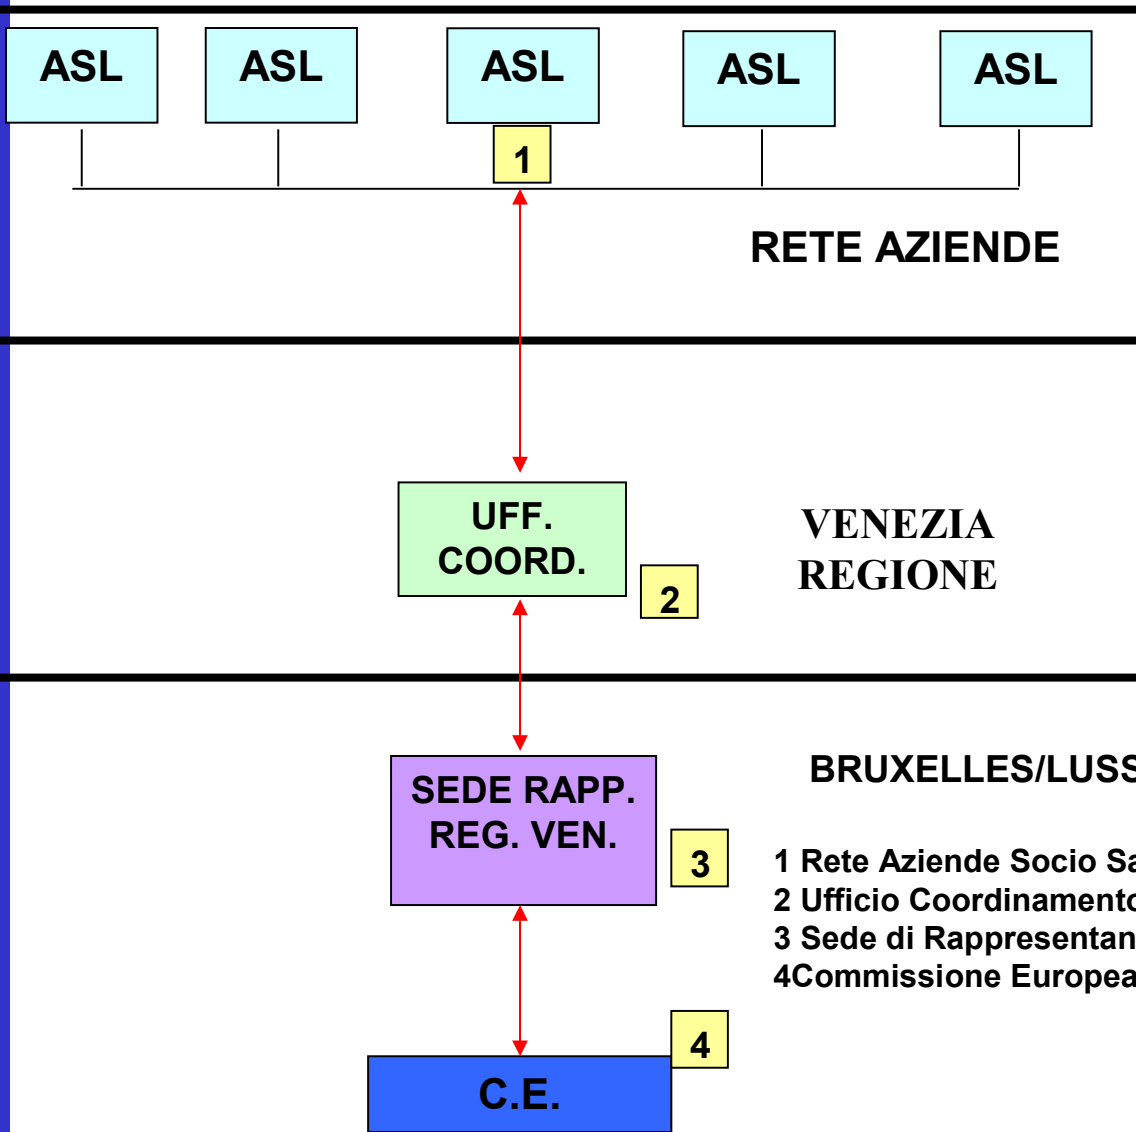 ASL ASL ASL ASL ASL
1
RETE AZIENDE
UFF.
COORD.
2
VENEZIA
REGIONE
SEDE RAPP.
REG. VEN.
3
BRUXELLES/LUSS
1 Rete Aziende Socio Sa
2 Ufficio Coordinamento
3 Sede di Rappresentan
4Commissione Europea
4
C.E.